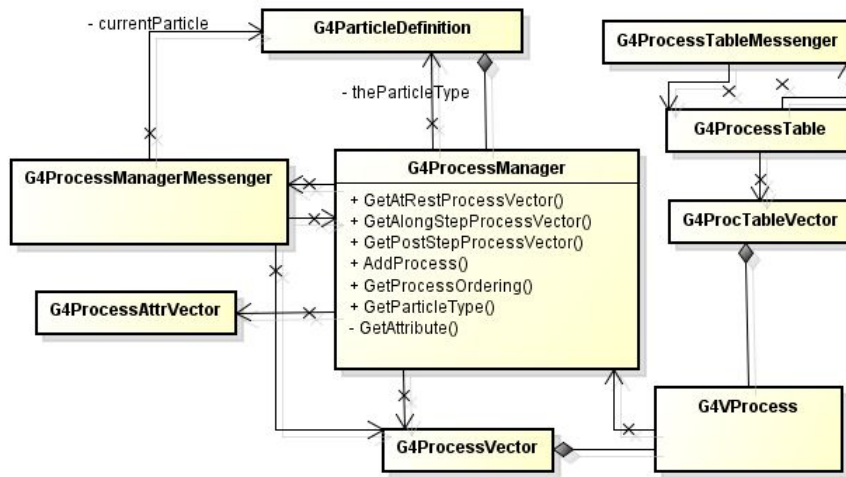 - currentParticle
G4ParticleDefinition
G4ProcessTableMessenger
- theParticleType
G4ProcessTable
G4ProcessManagerMessenger
G4ProcessManager
+ GetAtRestProcessVector()
+ GetAlongStepProcessVector()
+ GetPostStepProcessVector()
+ AddProcess()
+ GetProcessOrdering()
+ GetParticleType()
- GetAttribute()
G4ProcTableVector
G4ProcessAttrVector
G4VProcess
G4ProcessVector